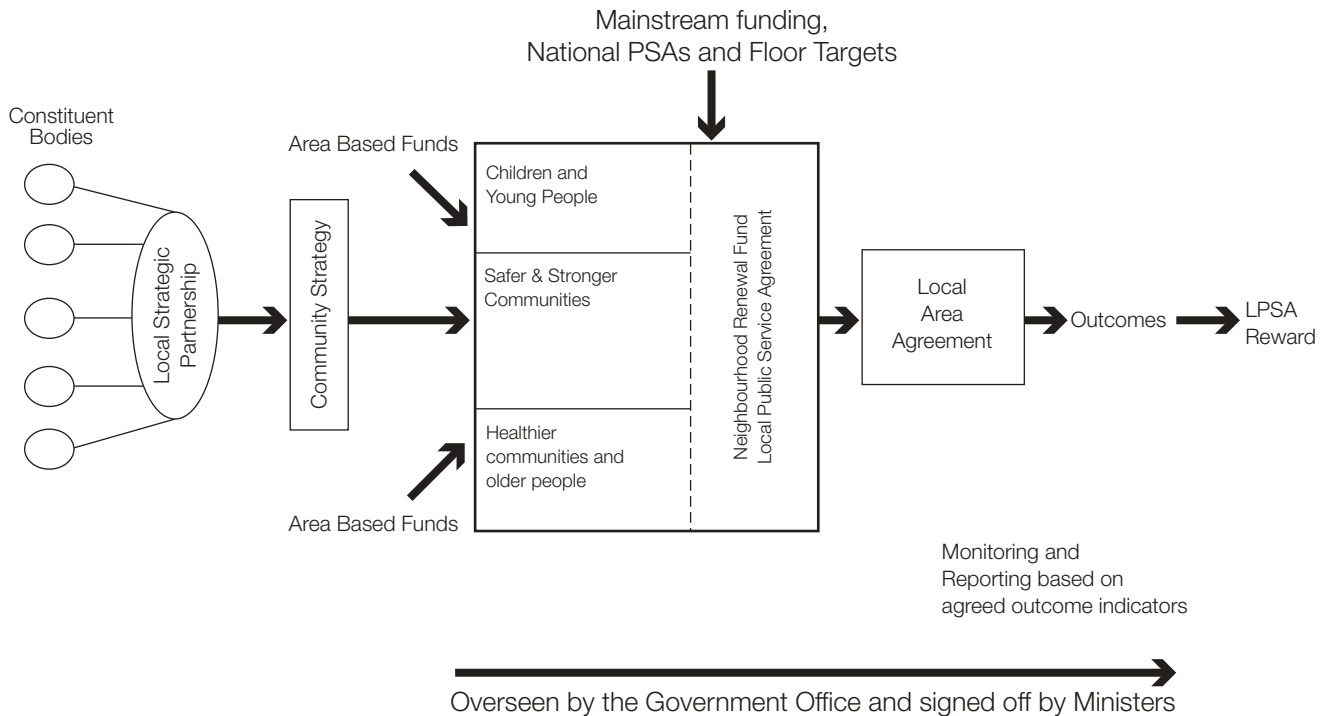 Mainstream funding,
National PSAs and Floor Targets
Constituent
Bodies
Area Based Funds
Local Strategic
Partnership
Community Strategy
Children and
Young People
Safer & Stronger
Communities
Healthier
communities and
older people
Area Based Funds
Neighbourhood Renewal Fund
Local Public Service Agreement
Local
Area
Agreement
Outcomes
LPSA
Reward
Monitoring and
Reporting based on
agreed outcome indicators
Overseen by the Government Office and signed off by Ministers